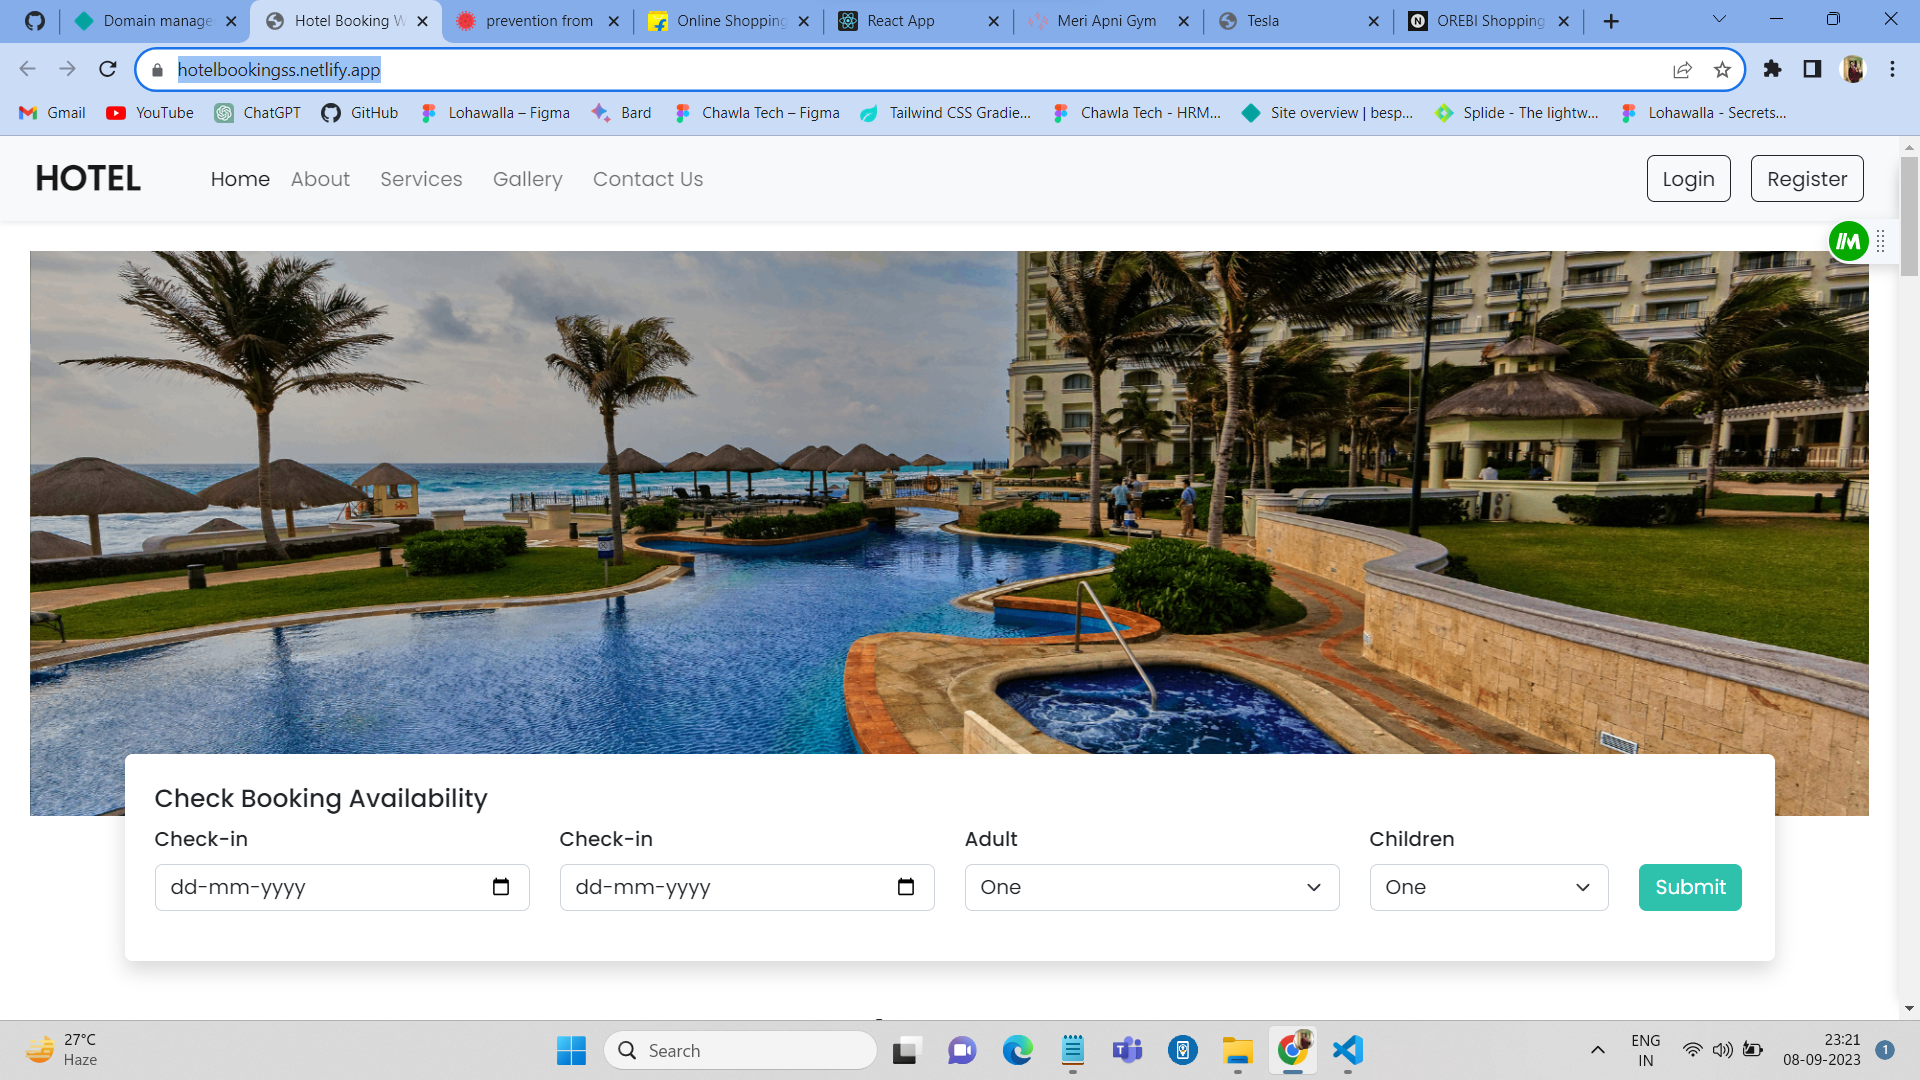 Domain manage
Hotel Booking W
prevention from
Online Shopping
React App
Meri Apni Gym
Tesla
OREBI Shopping
hotelbookingss.netlify.app
Gmail
YouTube
ChatGPT
GitHub
Lohawalla – Figma
Bard
Chawla Tech – Figma
Tailwind CSS Gradie...
Chawla Tech - HRM...
Site overview | besp...
Splide - The lightw...
Lohawalla - Secrets...
HOTEL
Home
About
Services
Gallery
Contact Us
Login
Register
Check Booking Availability
Check-in
Check-in
Adult
Children
dd-mm-yyyy
dd-mm-yyyy
One
One
Submit
27°C
Haze
Search
ENG
IN
23:21
08-09-2023
1